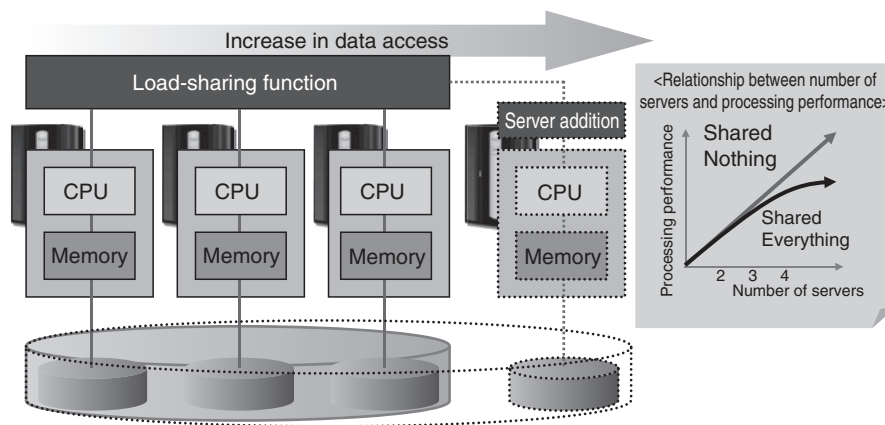 Increase in data access
Load-sharing function
Server addition
CPU
CPU
CPU
CPU
Memory
Memory
Memory
Memory
<Relationship between number of
servers and processing performance>
Processing performance
Shared
Nothing
Shared
Everything
2 3 4
Number of servers